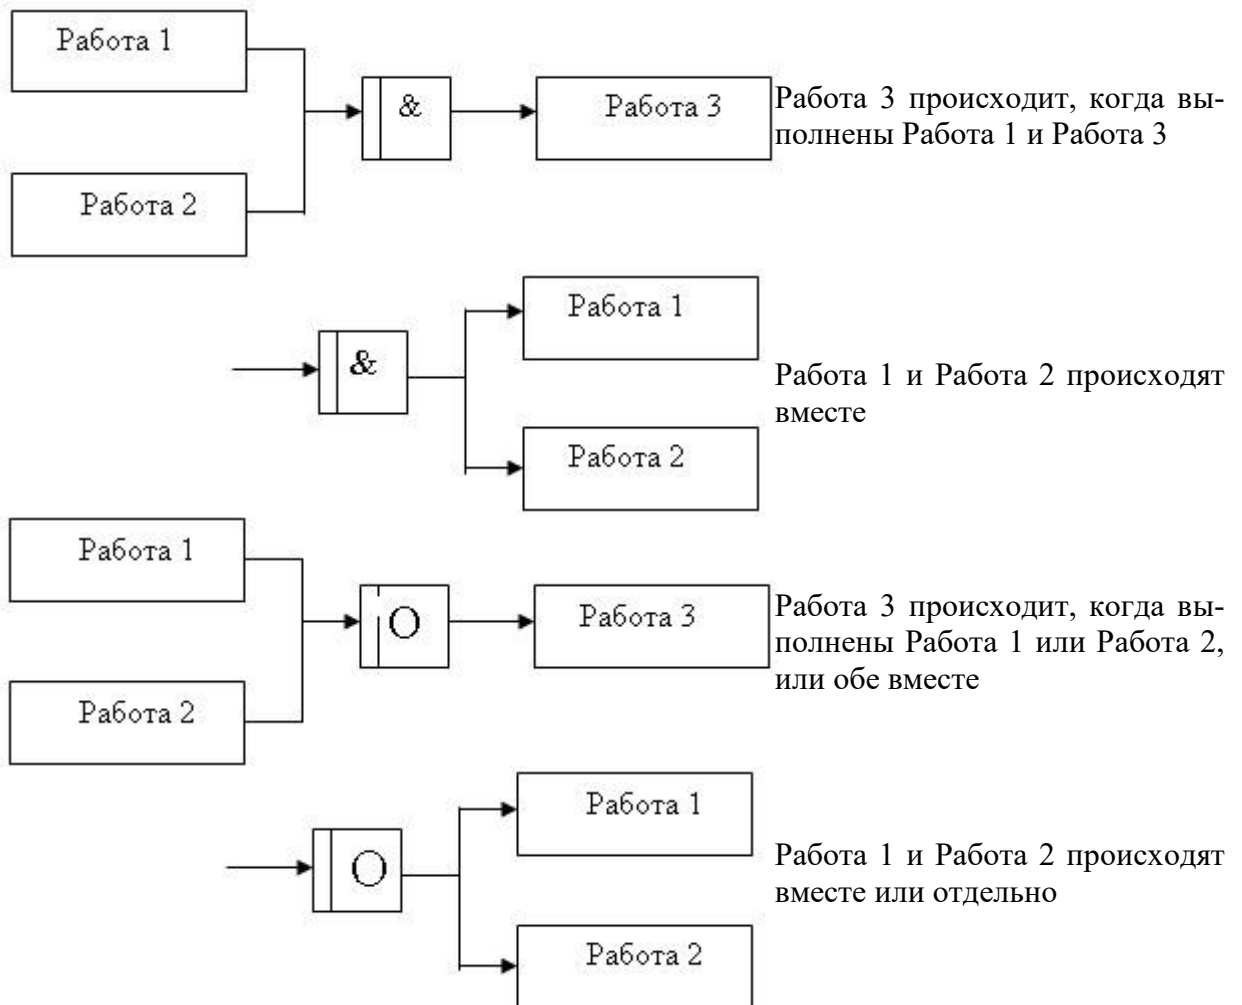 Работа 1
&
Работа 3
Работа 2
Работа 3 происходит, когда вы-
полнены Работа 1 и Работа 3
&
Работа 1
Работа 2
Работа 1 и Работа 2 происходят
вместе
Работа 1
О
Работа 3
Работа 2
Работа 3 происходит, когда вы-
полнены Работа 1 или Работа 2,
или обе вместе
О
Работа 1
Работа 2
Работа 1 и Работа 2 происходят
вместе или отдельно